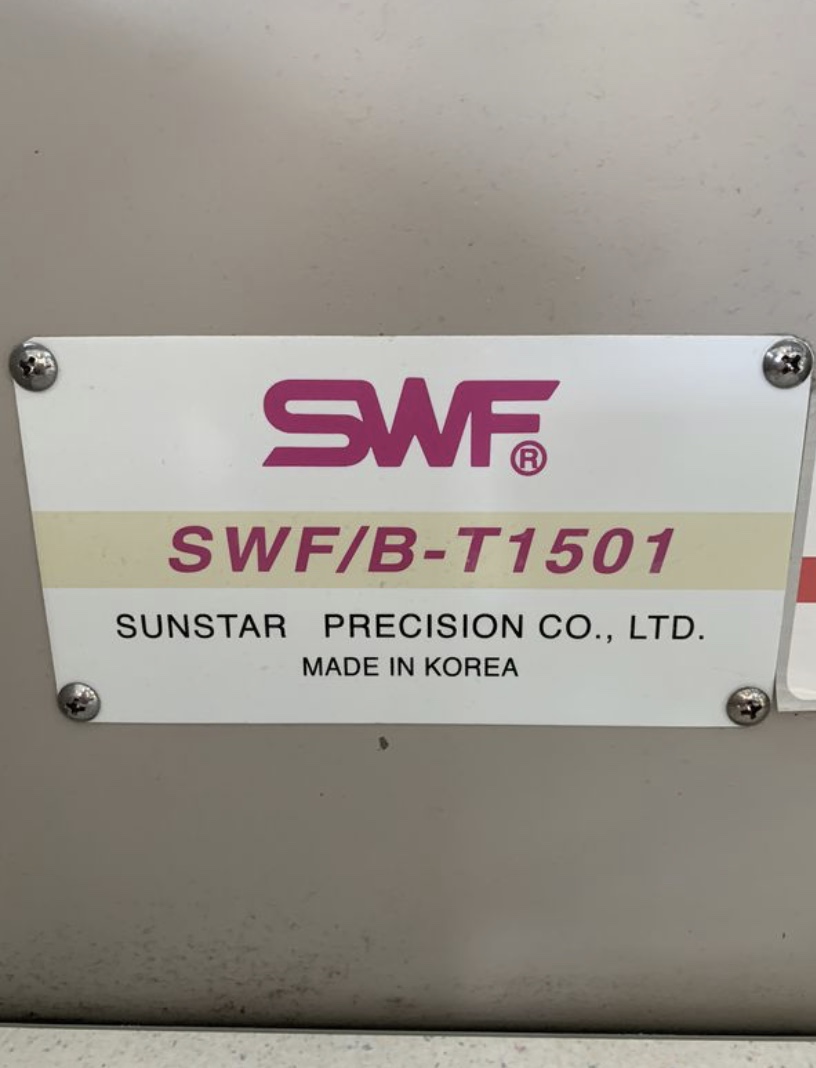 SWF®
SWF/B-T1501
SUNSTAR PRECISION CO., LTD.
MADE IN KOREA